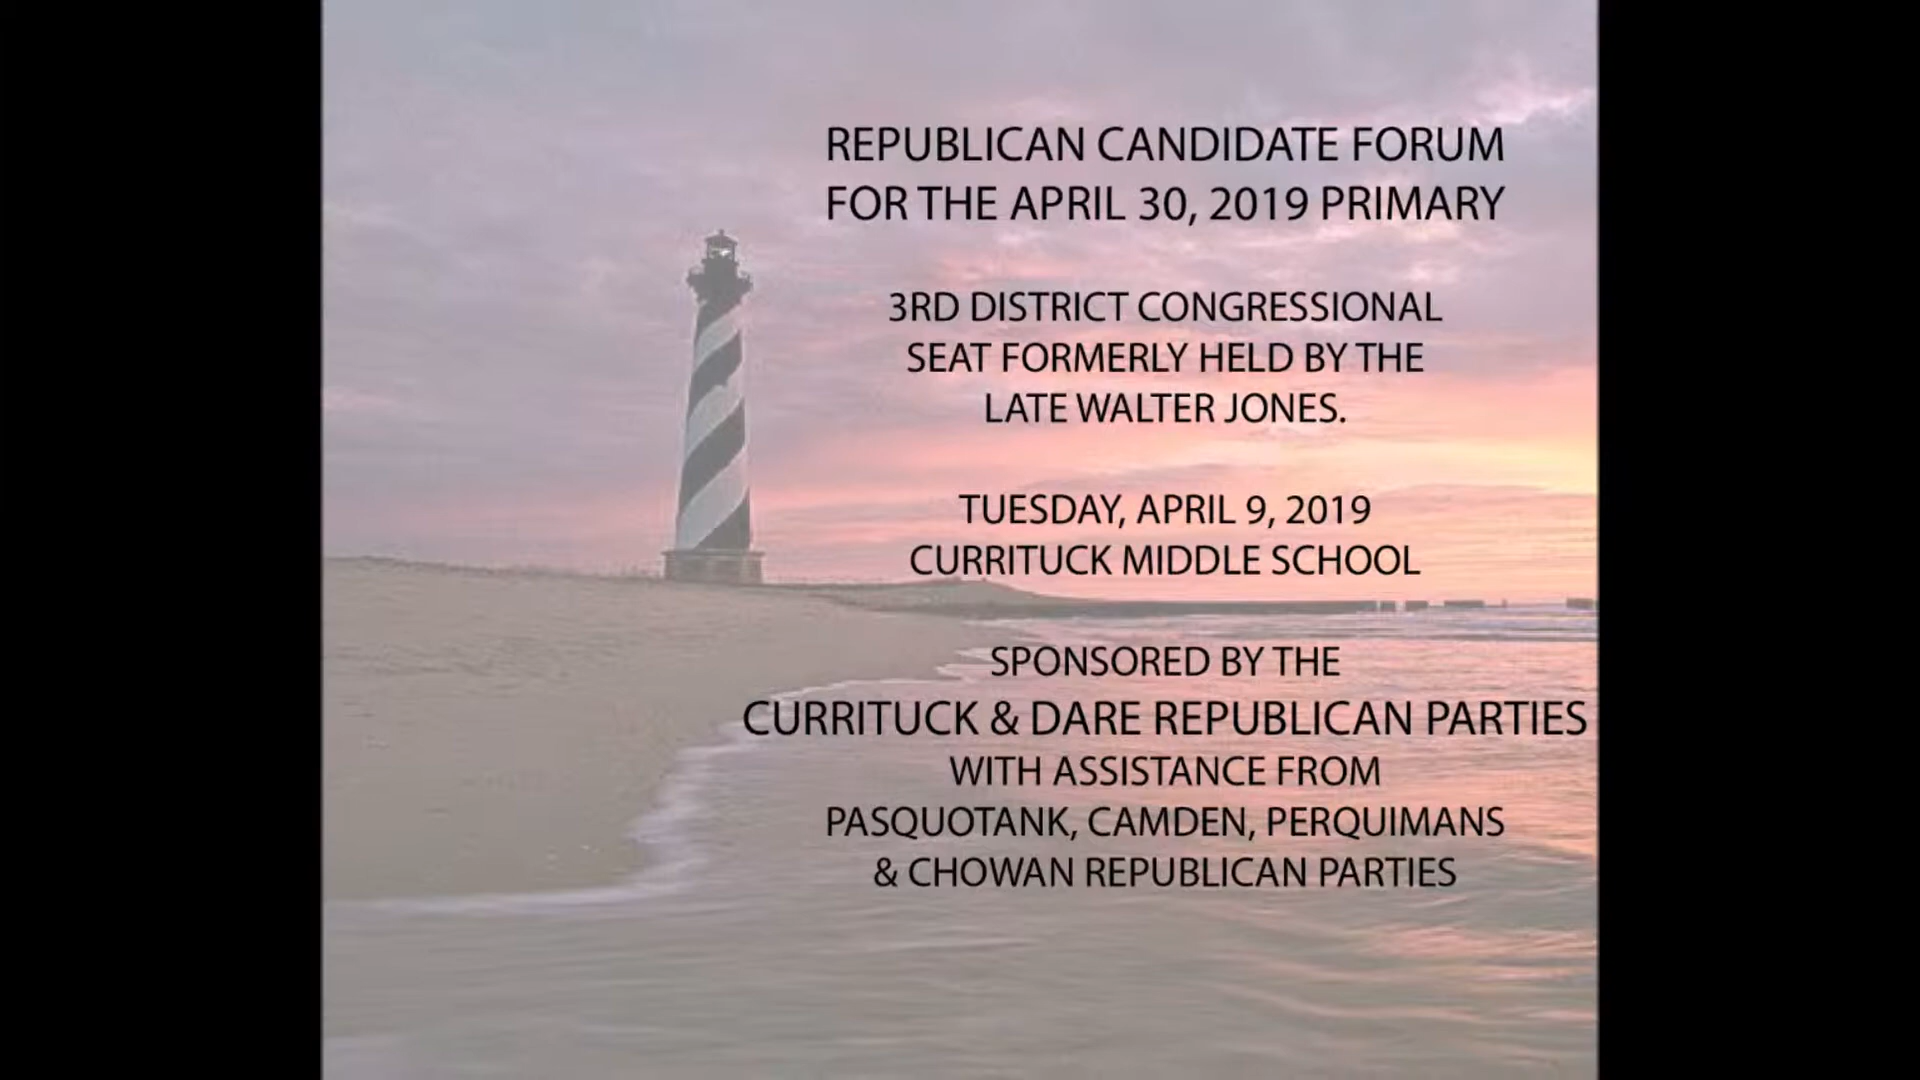 REPUBLICAN CANDIDATE FORUM
FOR THE APRIL 30, 2019 PRIMARY
3RD DISTRICT CONGRESSIONAL
SEAT FORMERLY HELD BY THE
LATE WALTER JONES.
TUESDAY, APRIL 9, 2019
CURRITUCK MIDDLE SCHOOL
SPONSORED BY THE
CURRITUCK & DARE REPUBLICAN PARTIES
WITH ASSISTANCE FROM
PASQUOTANK, CAMDEN, PERQUIMANS
& CHOWAN REPUBLICAN PARTIES